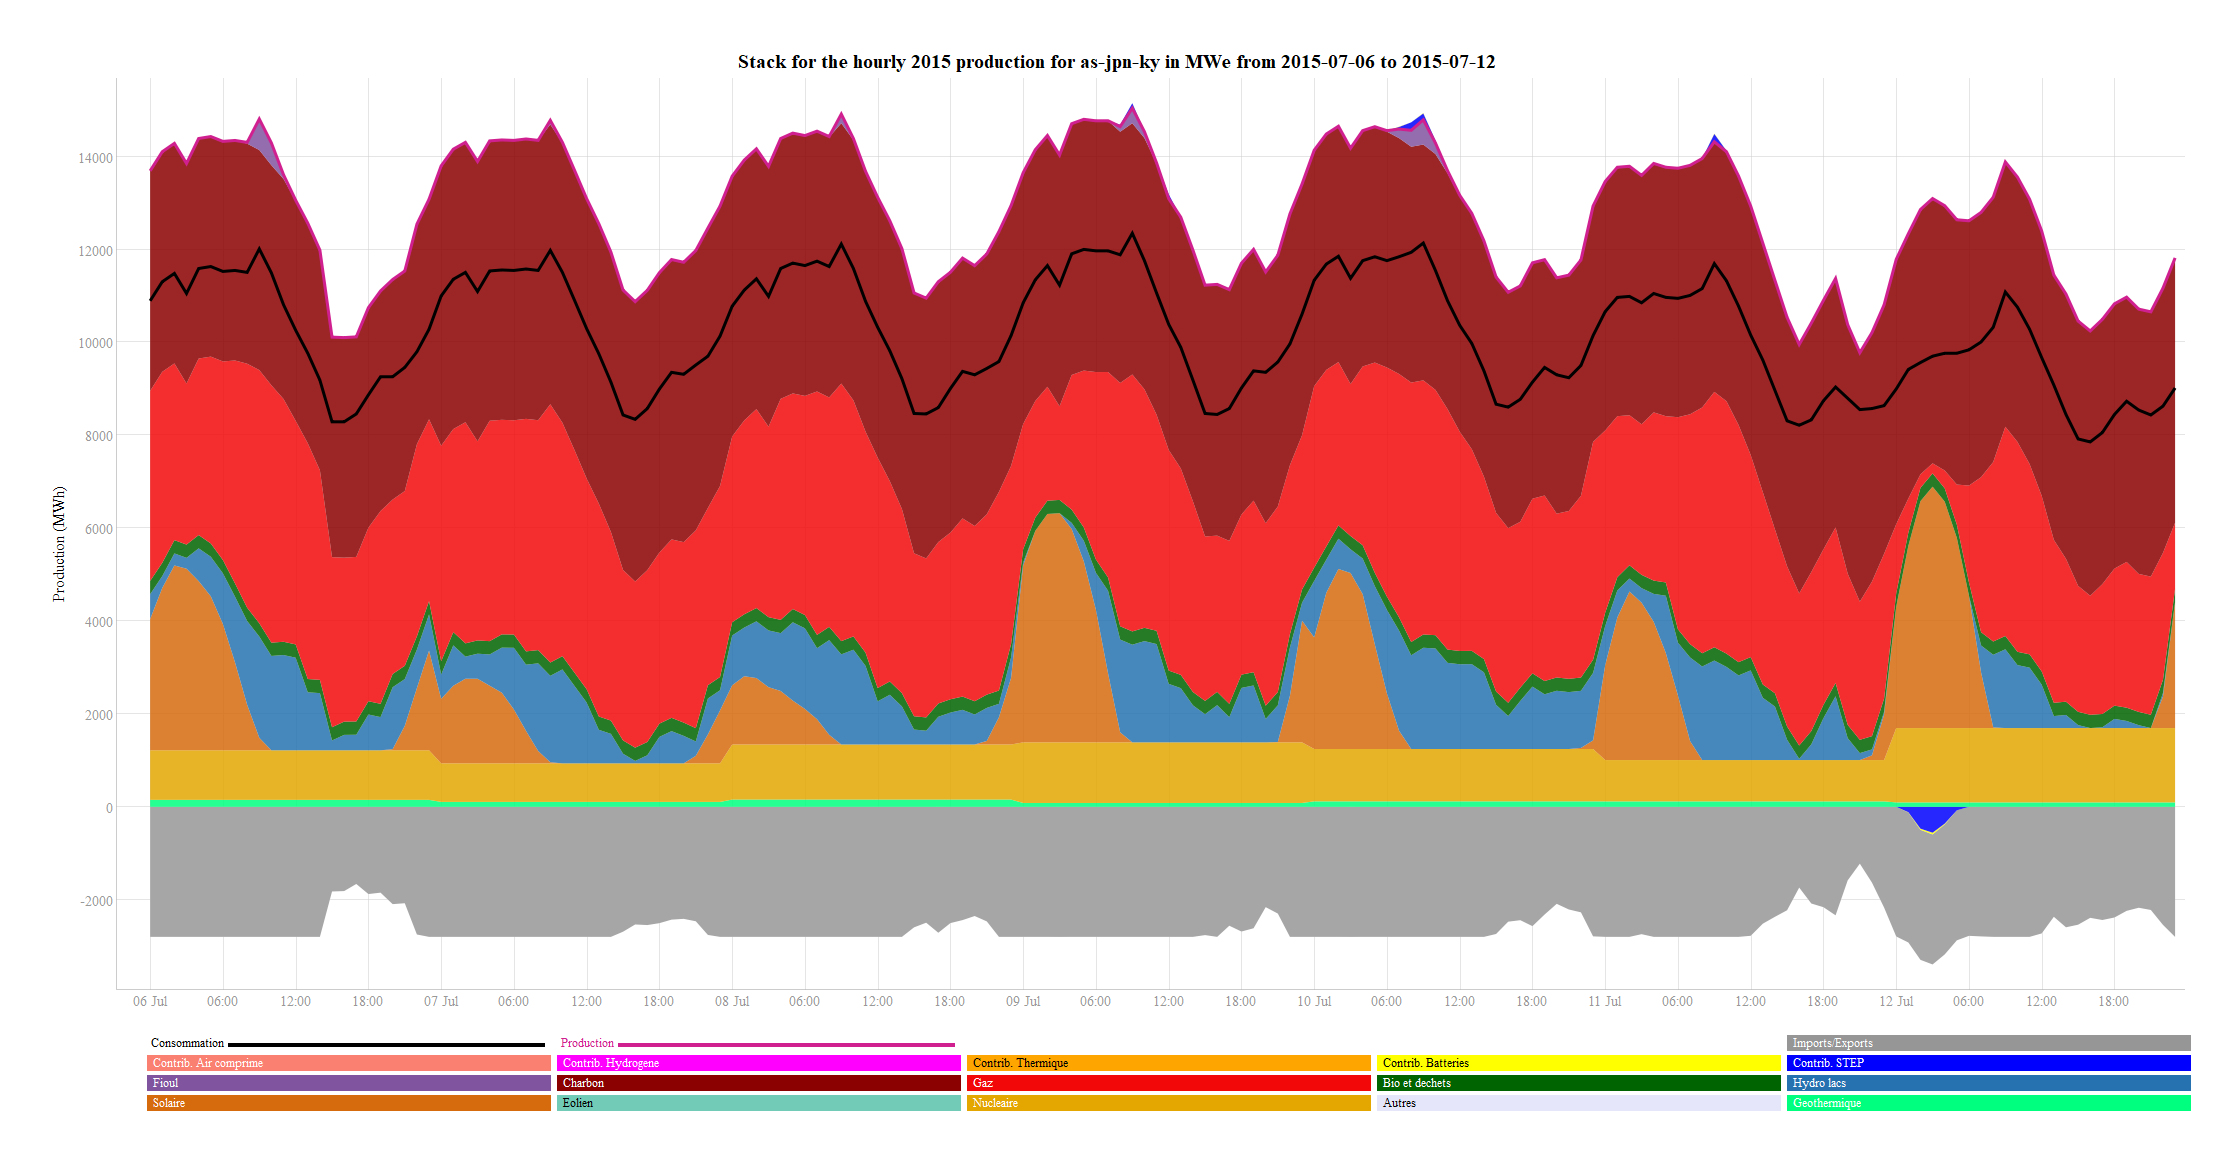 Stack for the hourly 2015 production for as-jpn-ky in MWe from 2015-07-06 to 2015-07-12
Production (MWh)
14000
12000
10000
8000
6000
4000
2000
0
-2000
06 Jul 06:00 12:00 18:00 07 Jul 06:00 12:00 18:00 08 Jul 06:00 12:00 18:00 09 Jul 06:00 12:00 18:00 10 Jul 06:00 12:00 18:00 11 Jul 06:00 12:00 18:00 12 Jul 06:00 12:00 18:00
Consommation Production Imports/Exports
Contrib. Air comprime Contrib. Hydrogene Contrib. Thermique Contrib. Batteries Contrib. STEP
Fioul Charbon Gaz Bio et dechets Hydro lacs
Solaire Eolien Nucleaire Autres Geothermique